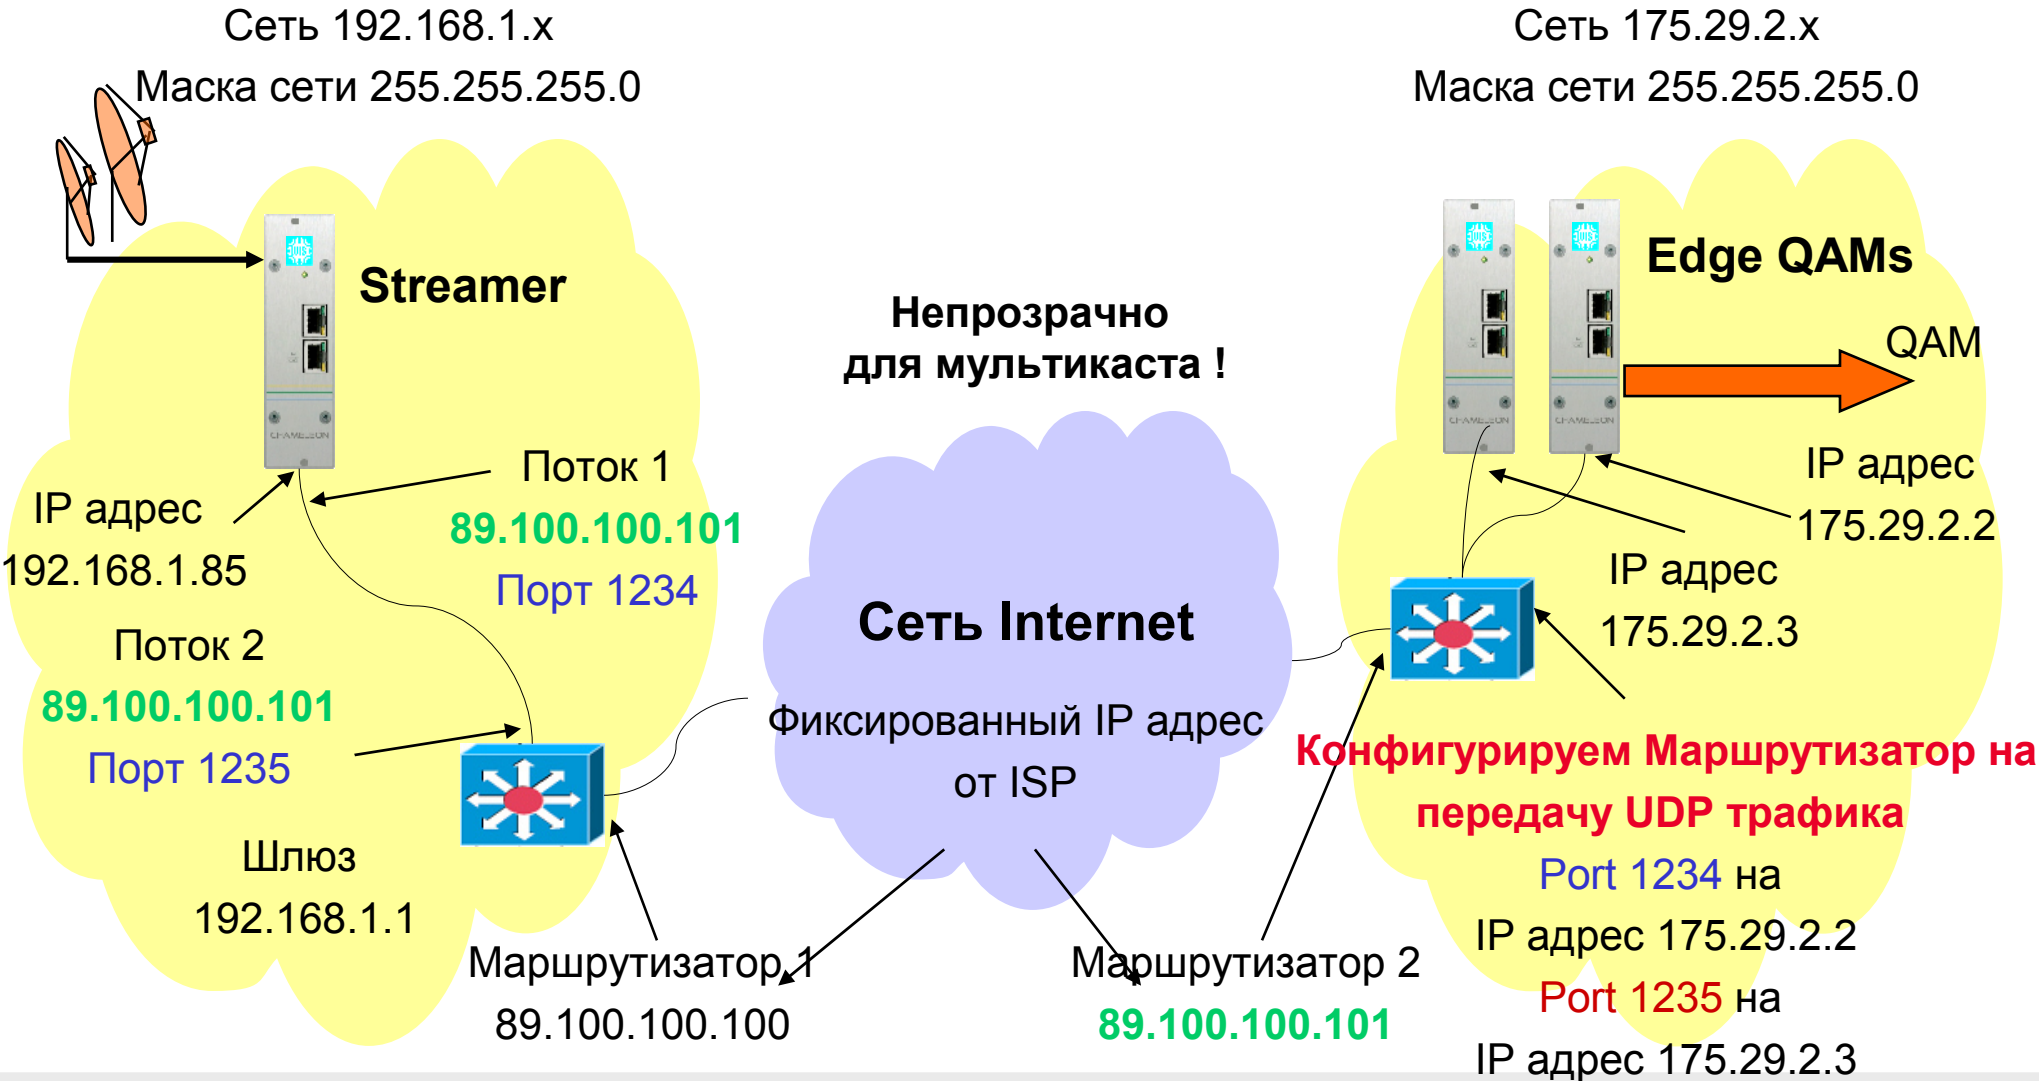 Сеть 192.168.1.x
Маска сети 255.255.255.0
Сеть 175.29.2.x
Маска сети 255.255.255.0
Streamer
Edge QAMs
QAM
Непрозрачно
для мультикаста !
CHAMELEON
CHAMELEON
CHAMELEON
Поток 1
89.100.100.101
Порт 1234
IP адрес
192.168.1.85
IP адрес
175.29.2.2
IP адрес
175.29.2.3
Поток 2
89.100.100.101
Порт 1235
Сеть Internet
Фиксированный IP адрес
от ISP
Шлюз
192.168.1.1
Конфигурируем Маршрутизатор на
передачу UDP трафика
Port 1234 на
IP адрес 175.29.2.2
Port 1235 на
IP адрес 175.29.2.3
Маршрутизатор 1
89.100.100.100
Маршрутизатор 2
89.100.100.101